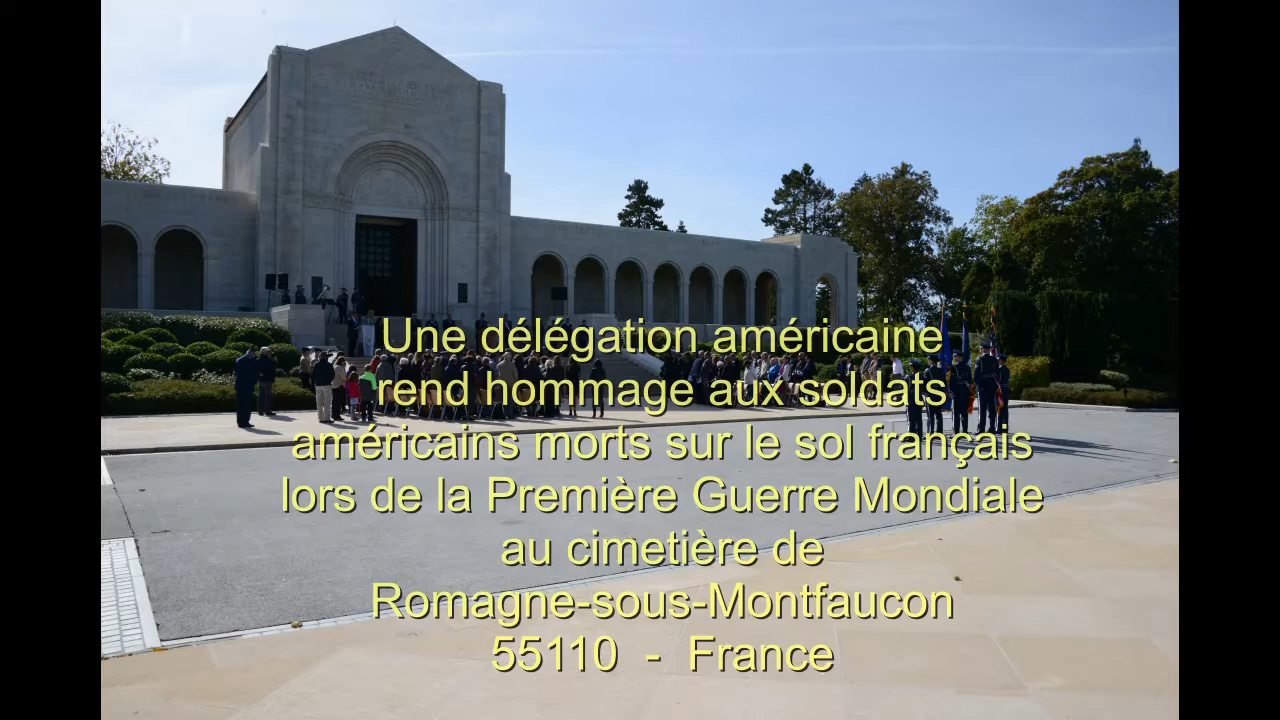 Une délégation américaine
rend hommage aux soldats
américains morts sur le sol français
lors de la Première Guerre Mondiale
au cimetière de
Romagne-sous-Montfaucon
55110 - France